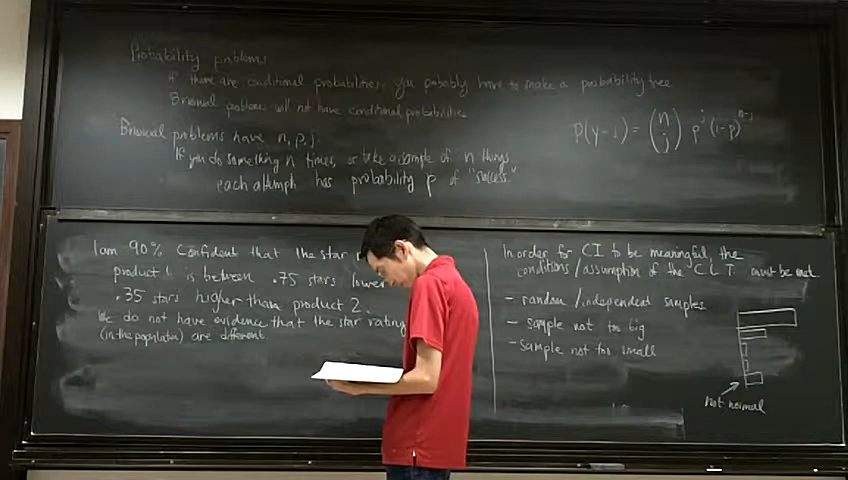 Probability problems
If there are conditional probabilities, you probably have to make a probability tree
Binomial problems will not have conditional probabilities
Binomial problems have n, p, j.
If you do something n times, or take a sample of n things
each attempt has probability p of "success."
P(y=j) = (n j) p^j (1-p)^n-j
I am 90% confident that the star
product 1 is between .75 stars lower
.35 stars higher than product 2.
We do not have evidence that the star rating
(in the population) are different.
In order for CI to be meaningful, the
conditions/assumption of the CLT must be met.
- random/independent samples
- sample not too big
- sample not too small
not normal